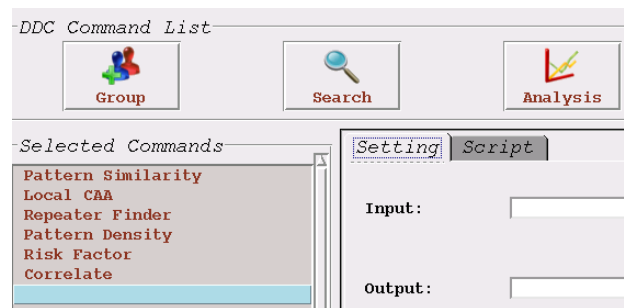 DDC Command List
Group Search Analysis
Selected Commands
Pattern Similarity
Local CAA
Repeater Finder
Pattern Density
Risk Factor
Correlate
Setting Script
Input:
Output: